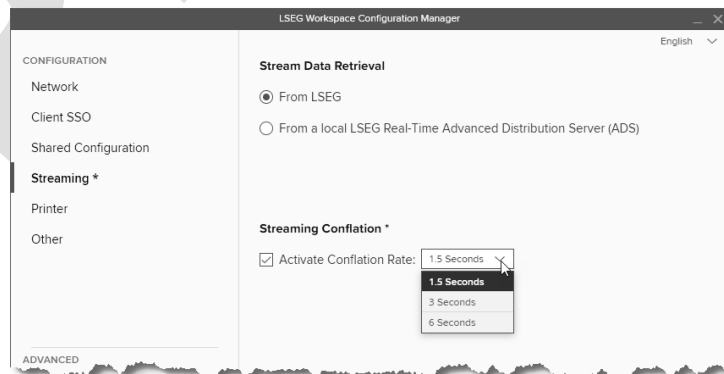 LSEG Workspace Configuration Manager
English
CONFIGURATION
Network
Client SSO
Shared Configuration
Streaming *
Printer
Other
ADVANCED
Stream Data Retrieval
From LSEG
From a local LSEG Real-Time Advanced Distribution Server (ADS)
Streaming Conflation *
Activate Conflation Rate: 1.5 Seconds
1.5 Seconds
3 Seconds
6 Seconds